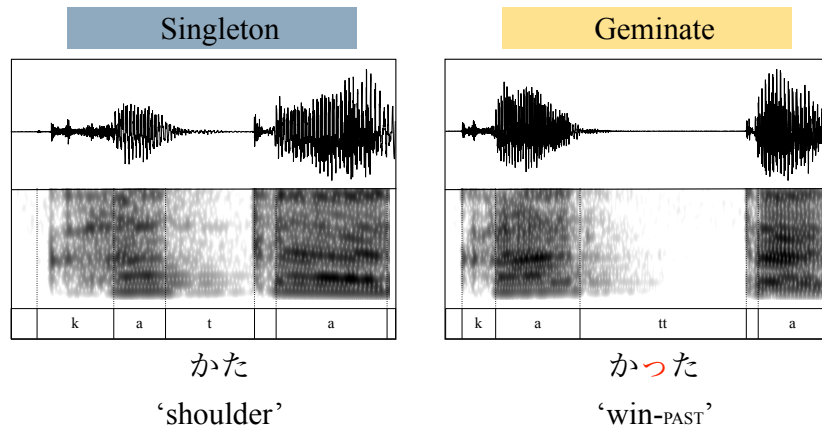 Singleton
Geminate
k a t a
k a tt a
かた
かった
‘shoulder’
‘win-PAST’